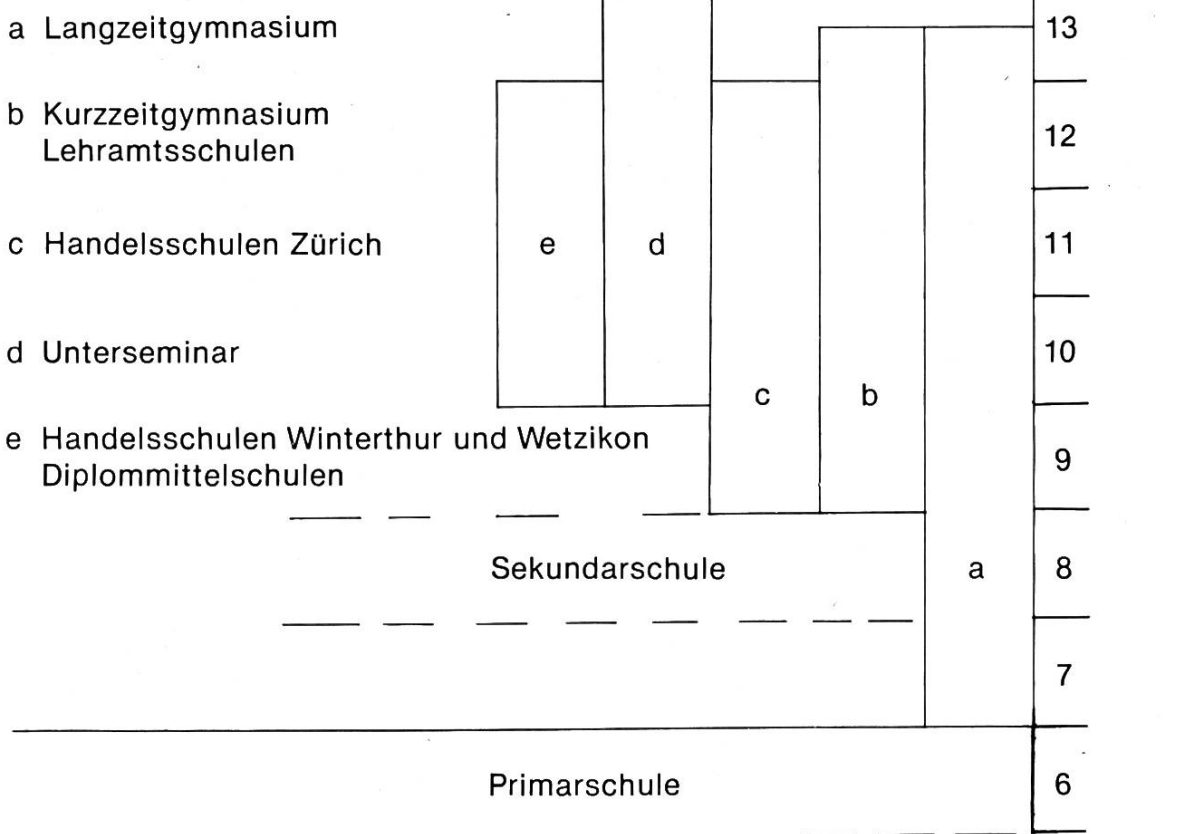 a Langzeitgymnasium
13
b Kurzzeitgymnasium
Lehramtsschulen
12
c Handelsschulen Zürich
e
d
11
d Unterseminar
10
c
b
e Handelsschulen Winterthur und Wetzikon
Diplommittelschulen
9
Sekundarschule
a
8
7
Primarschule
6